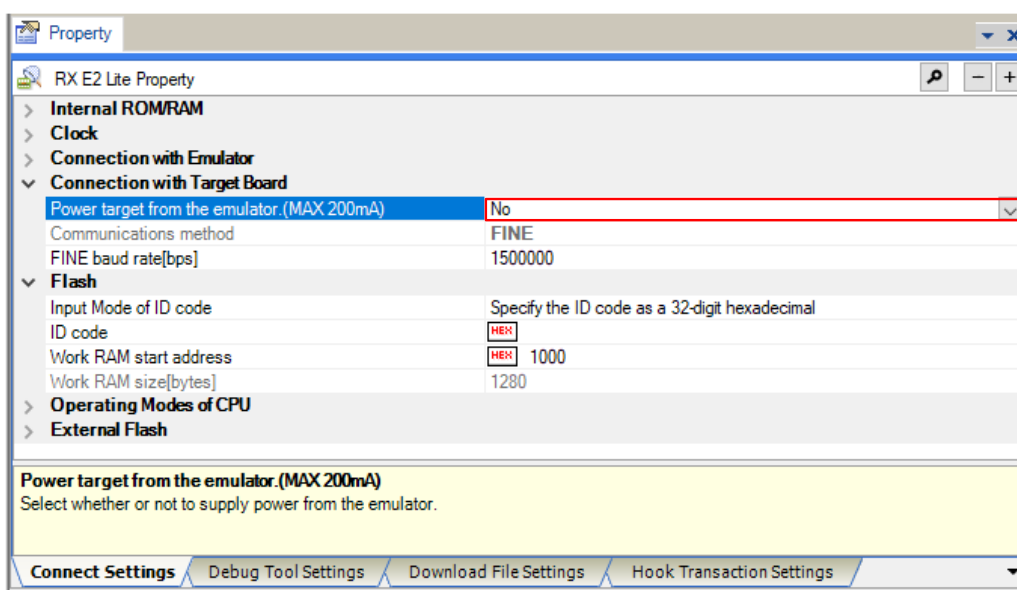 Property
RX E2 Lite Property
Internal ROM/RAM
Clock
Connection with Emulator
Connection with Target Board
Power target from the emulator.(MAX 200mA) No
Communications method FINE
FINE baud rate[bps] 1500000
Flash
Input Mode of ID code Specify the ID code as a 32-digit hexadecimal
ID code HEX
Work RAM start address HEX 1000
Work RAM size[bytes] 1280
Operating Modes of CPU
External Flash
Power target from the emulator.(MAX 200mA)
Select whether or not to supply power from the emulator.
Connect Settings Debug Tool Settings Download File Settings Hook Transaction Settings